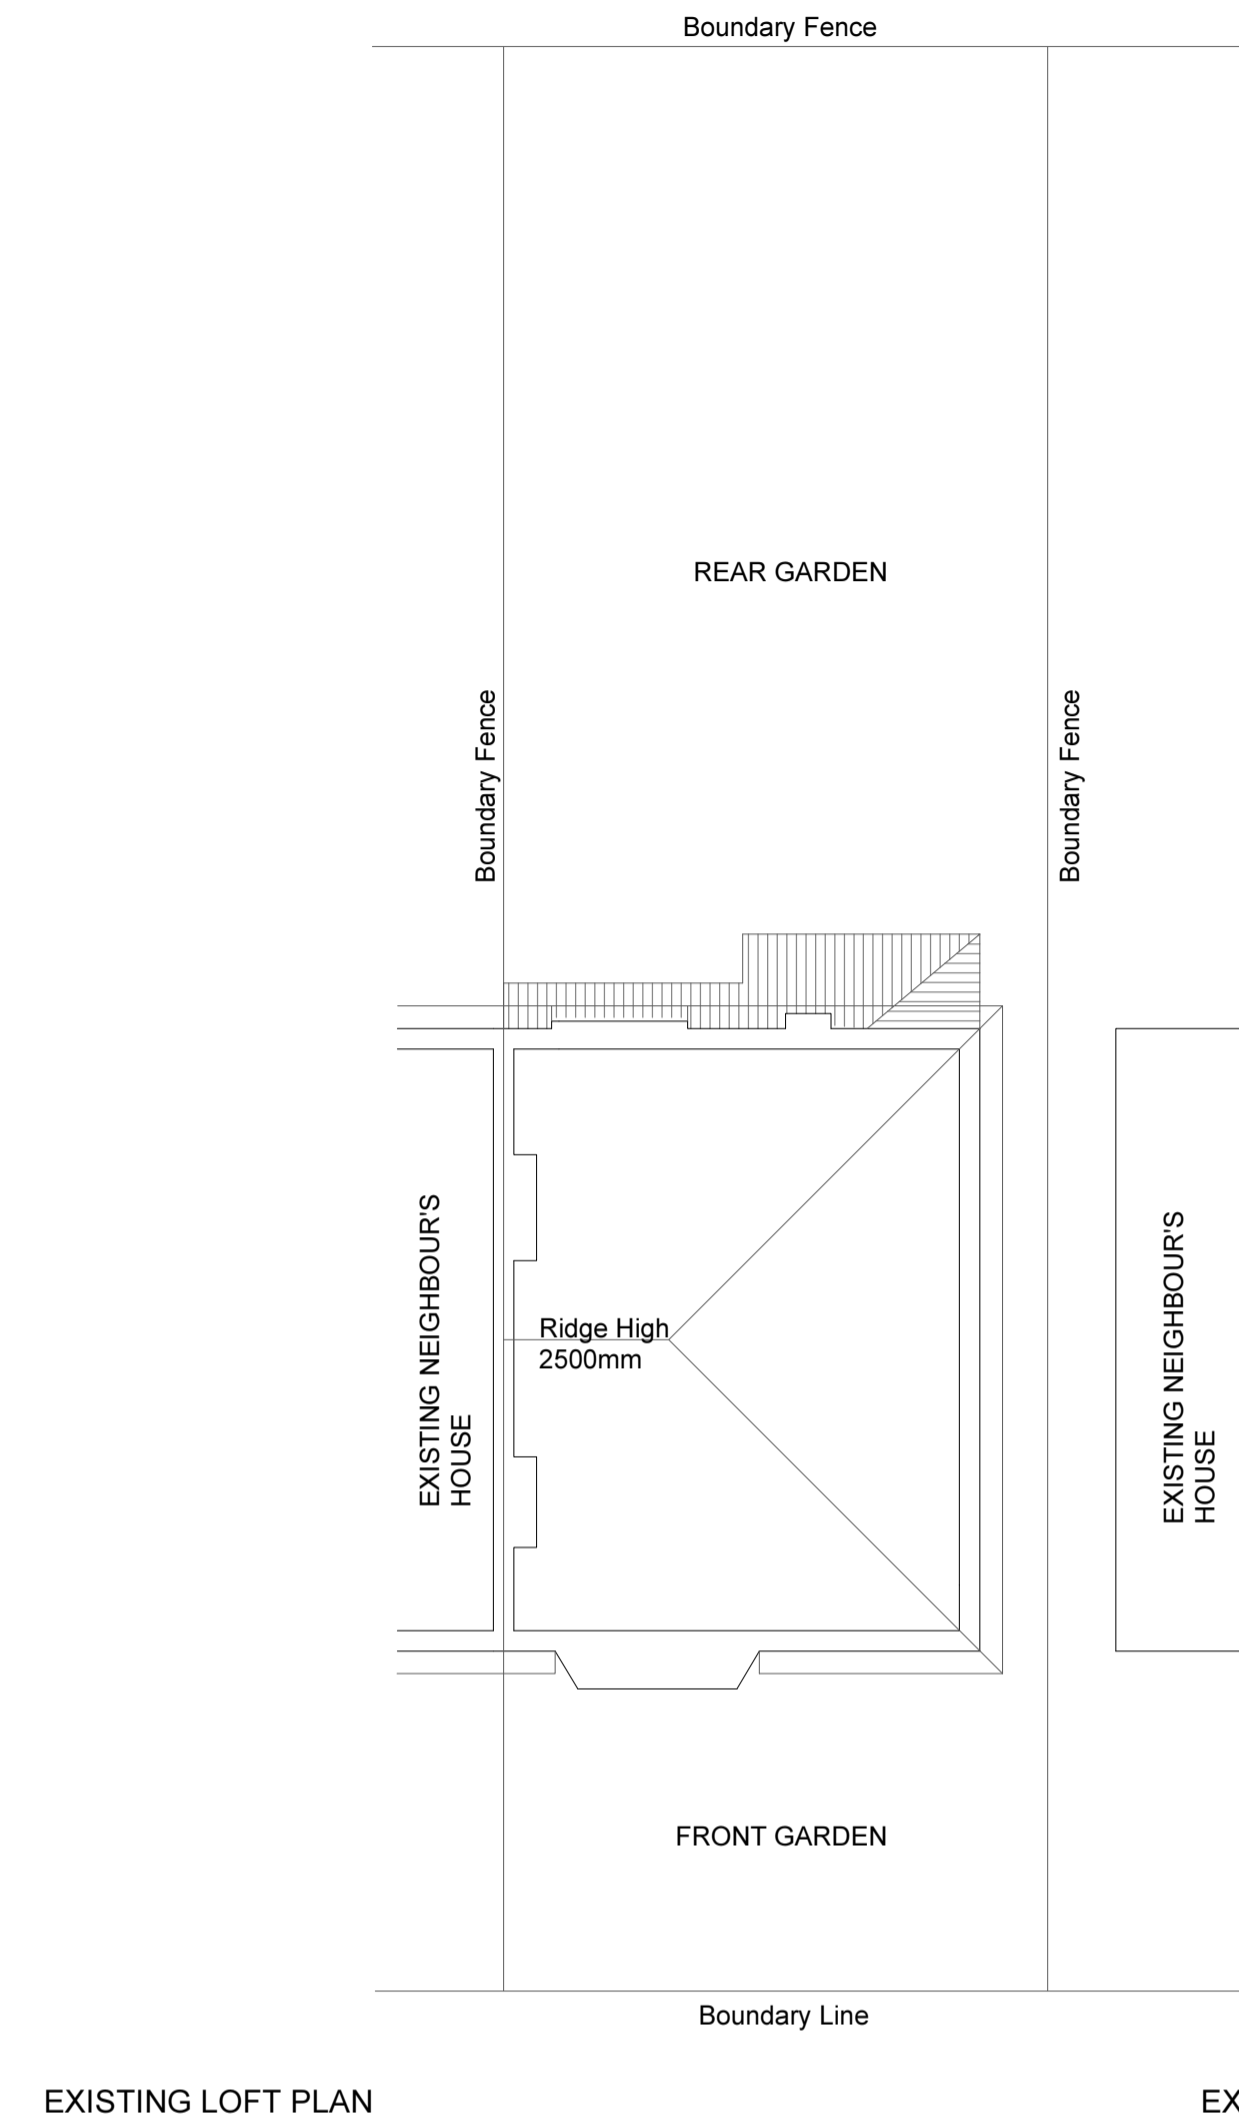 Boundary Fence
REAR GARDEN
Boundary Fence
Boundary Fence
EXISTING NEIGHBOUR'S
HOUSE
Ridge High
2500mm
EXISTING NEIGHBOUR'S
HOUSE
FRONT GARDEN
Boundary Line
EXISTING LOFT PLAN
EX